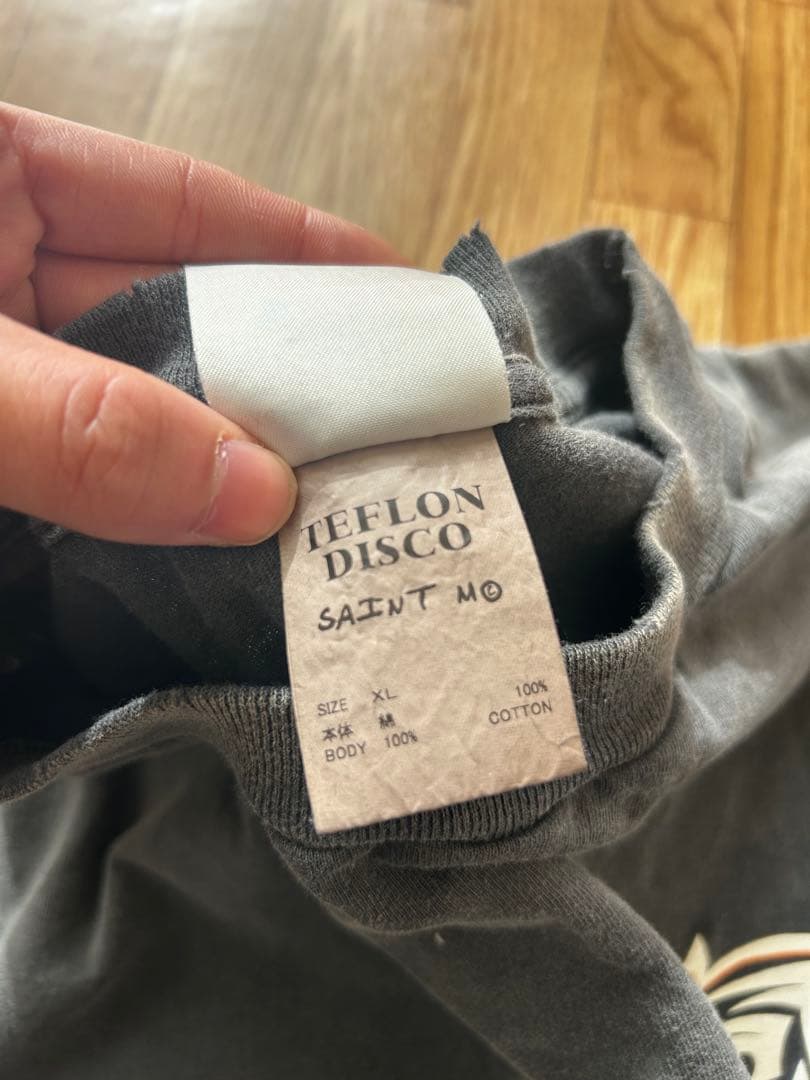 TEFLON
DISCO
SAINT M©
SIZE XL
本体 綿
BODY 100%
100%
COTTON